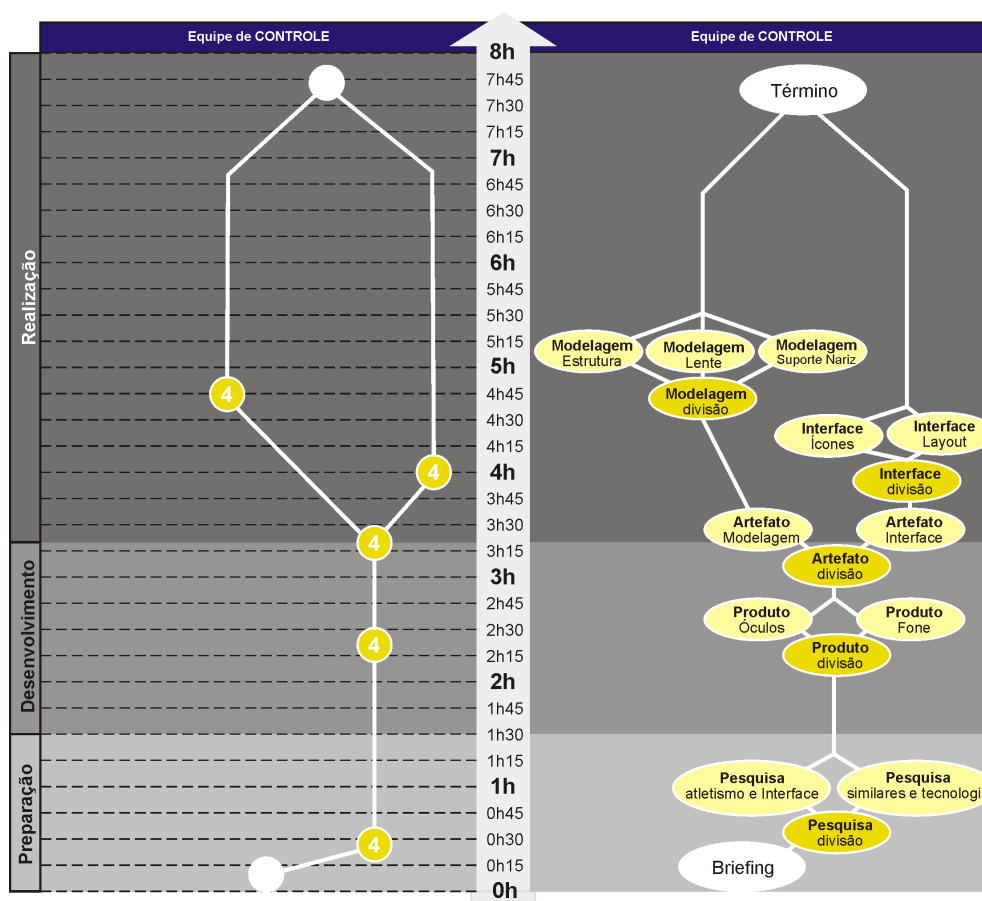 Equipe de CONTROLE
Equipe de CONTROLE
Realização
Desenvolvimento
Preparação
8h
7h45
7h30
7h15
7h
6h45
6h30
6h15
6h
5h45
5h30
5h15
5h
4h45
4h30
4h15
4h
3h45
3h30
3h15
3h
2h45
2h30
2h15
2h
1h45
1h30
1h15
1h
0h45
0h30
0h15
0h
4
4
4
4
4
Término
Modelagem
Estrutura
Modelagem
Lente
Modelagem
Suporte Nariz
Modelagem
divisão
Interface
Ícones
Interface
Layout
Interface
divisão
Artefato
Modelagem
Artefato
Interface
Artefato
divisão
Produto
Óculos
Produto
Fone
Produto
divisão
Pesquisa
atletismo e Interface
Pesquisa
similares e tecnologi
Pesquisa
divisão
Briefing